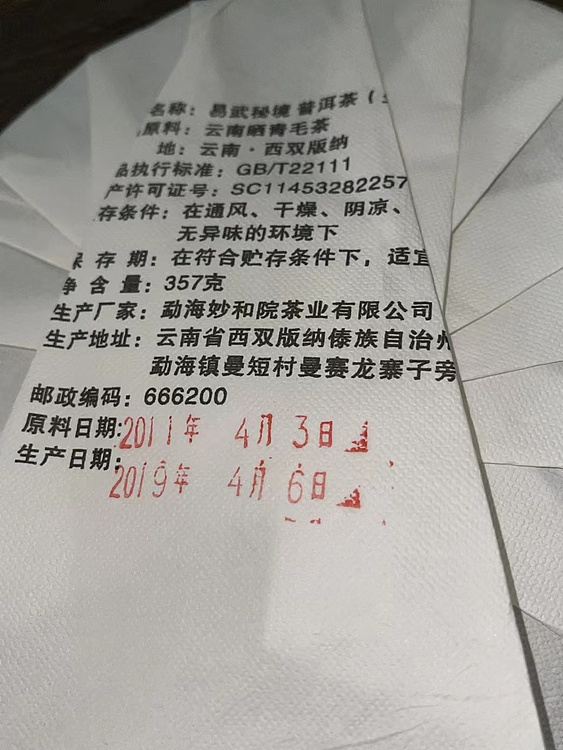 名称：易武秘境 普洱茶（
原料：云南晒青毛茶
地：云南·西双版纳
品执行标准：GB/T22111
产许可证号：SC11453282257
存条件：在通风、干燥、阴凉、
无异味的环境下
保 存 期：在符合贮存条件下，适宜
净 含 量：357克
生产厂家：勐海妙和院茶业有限公司
生产地址：云南省西双版纳傣族自治州
勐海镇曼短村曼赛龙寨子旁
邮政编码：666200
原料日期：2011年 4月 3日
生产日期：2019年 4月 6日